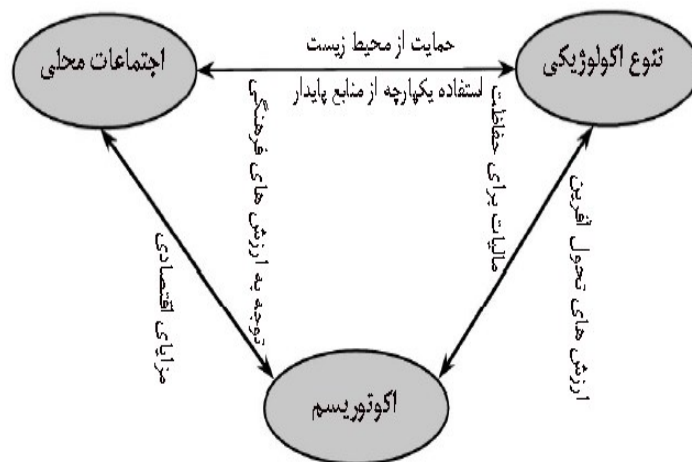 تنوع اکولوژیکی
حمایت از محیط زیست
استفاده یکپارچه از منابع پایدار
اجتماعات محلی
ارزش های تحول آفرین
مالیات برای حفاظت
توجه به ارزش های فرهنگی
مزایای اقتصادی
اکوتوریسم